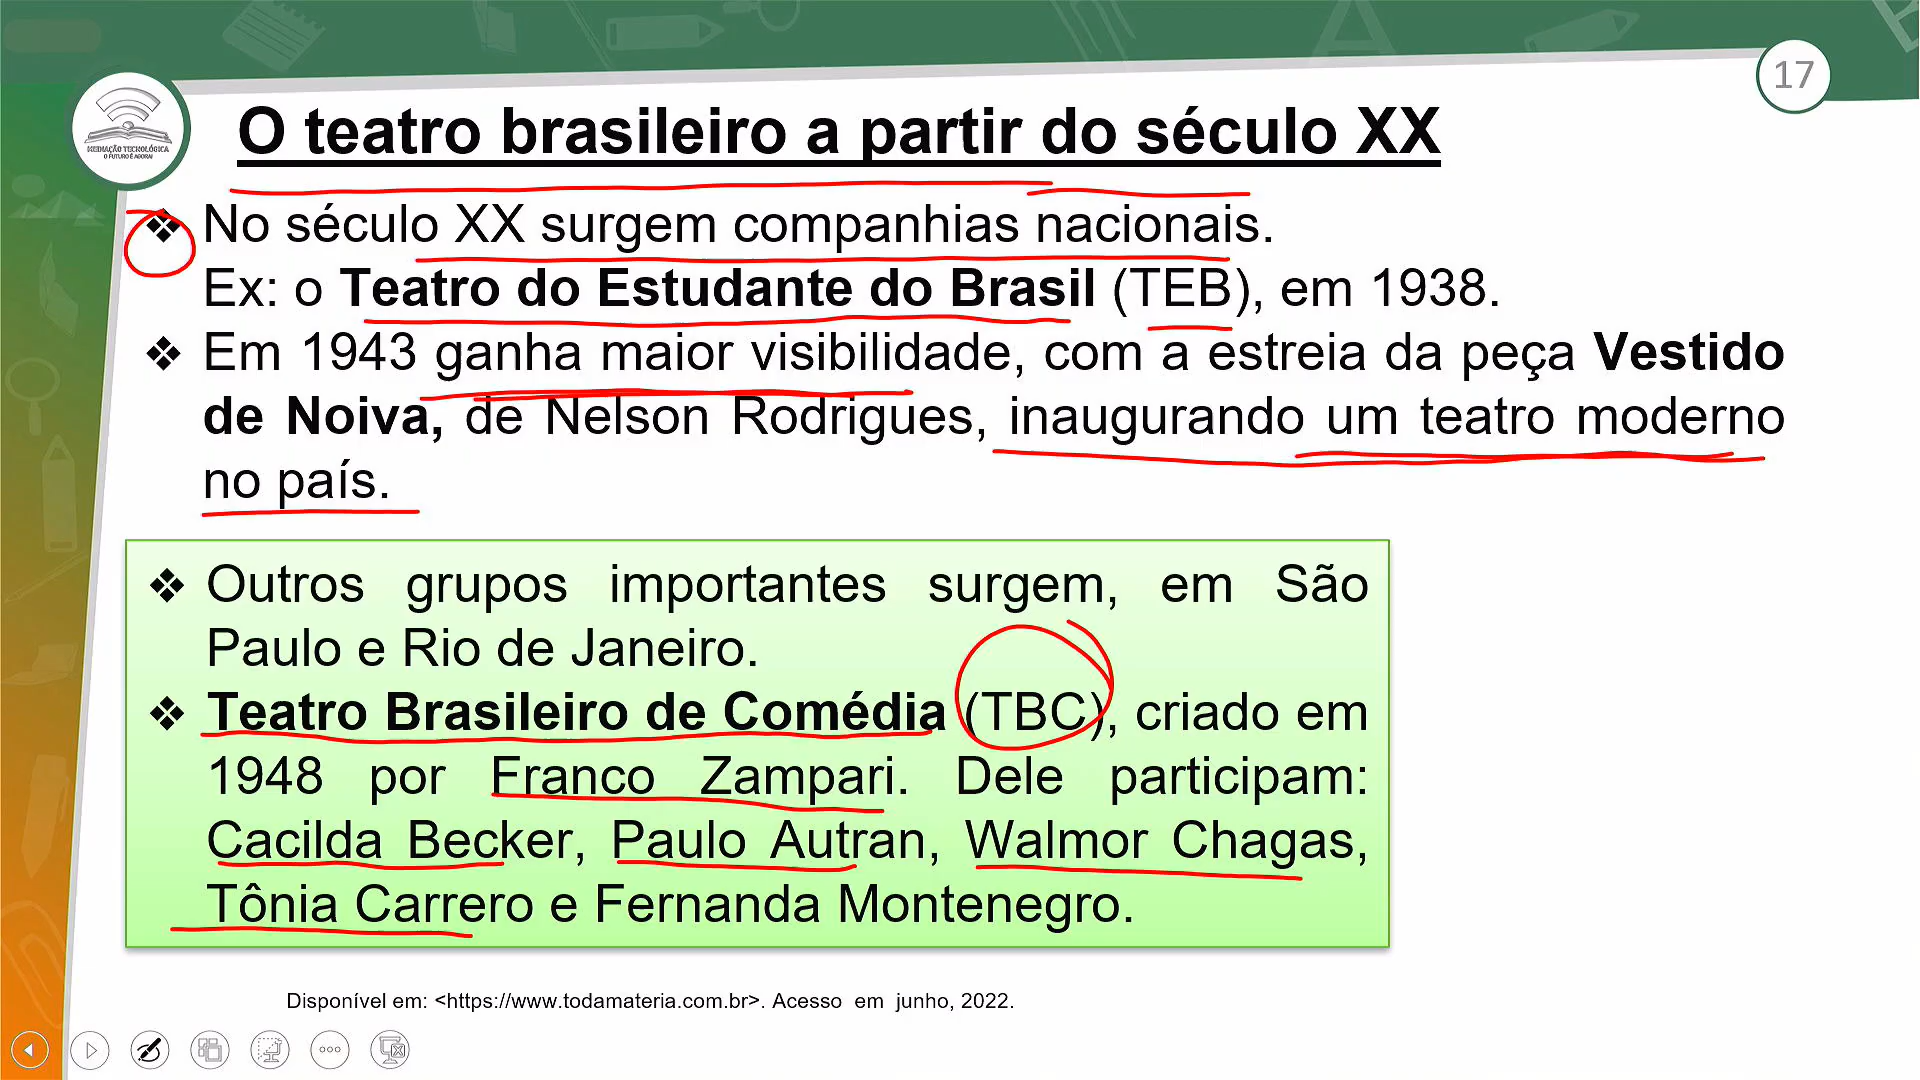 17
MEDIAÇÃO TECNOLÓGICA
O FUTURO É AGORA!
O teatro brasileiro a partir do século XX
❖ No século XX surgem companhias nacionais.
Ex: o Teatro do Estudante do Brasil (TEB), em 1938.
❖ Em 1943 ganha maior visibilidade, com a estreia da peça Vestido
de Noiva, de Nelson Rodrigues, inaugurando um teatro moderno
no país.
❖ Outros grupos importantes surgem, em São
Paulo e Rio de Janeiro.
❖ Teatro Brasileiro de Comédia (TBC), criado em
1948 por Franco Zampari. Dele participam:
Cacilda Becker, Paulo Autran, Walmor Chagas,
Tônia Carrero e Fernanda Montenegro.
Disponível em: <https://www.todamateria.com.br>. Acesso em junho, 2022.